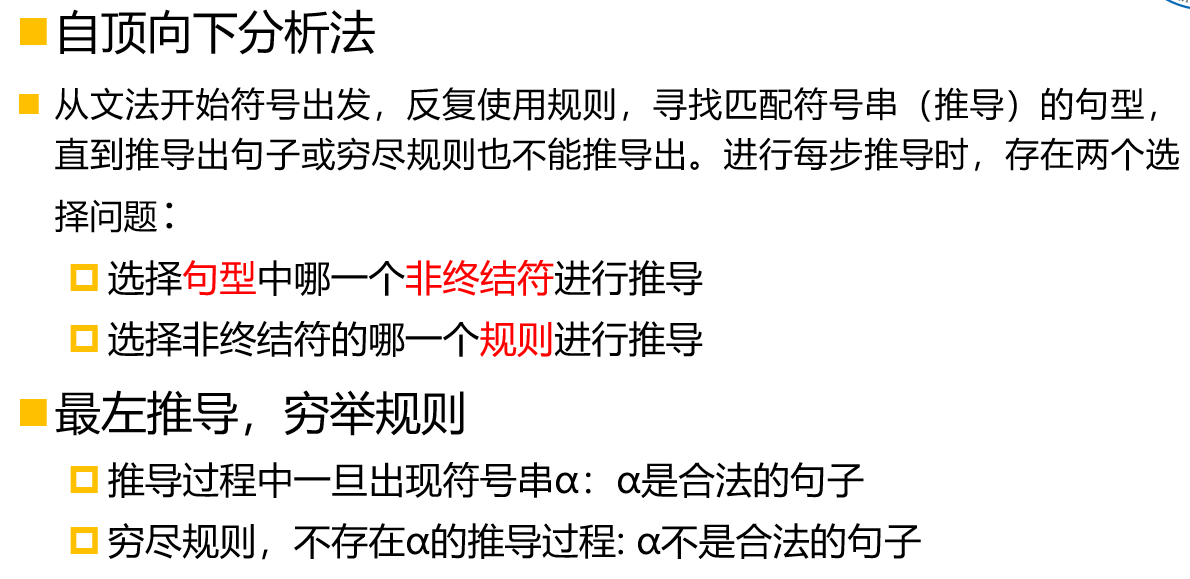 自顶向下分析法
从文法开始符号出发，反复使用规则，寻找匹配符号串（推导）的句型，
直到推导出句子或穷尽规则也不能推导出。进行每步推导时，存在两个选
择问题：
选择句型中哪一个非终结符进行推导
选择非终结符的哪一个规则进行推导
最左推导，穷举规则
推导过程中一旦出现符号串α：α是合法的句子
穷尽规则，不存在α的推导过程: α不是合法的句子